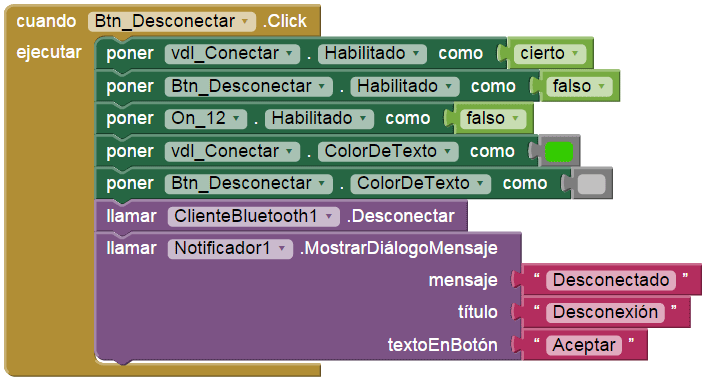 cuando Btn_Desconectar .Click
ejecutar poner vdl_Conectar . Habilitado como cierto
poner Btn_Desconectar . Habilitado como falso
poner On_12 . Habilitado como falso
poner vdl_Conectar . ColorDeTexto como
poner Btn_Desconectar . ColorDeTexto como
llamar ClienteBluetooth1 .Desconectar
llamar Notificador1 .MostrarDiálogoMensaje
mensaje “ Desconectado ”
título “ Desconexión ”
textoEnBotón “ Aceptar ”